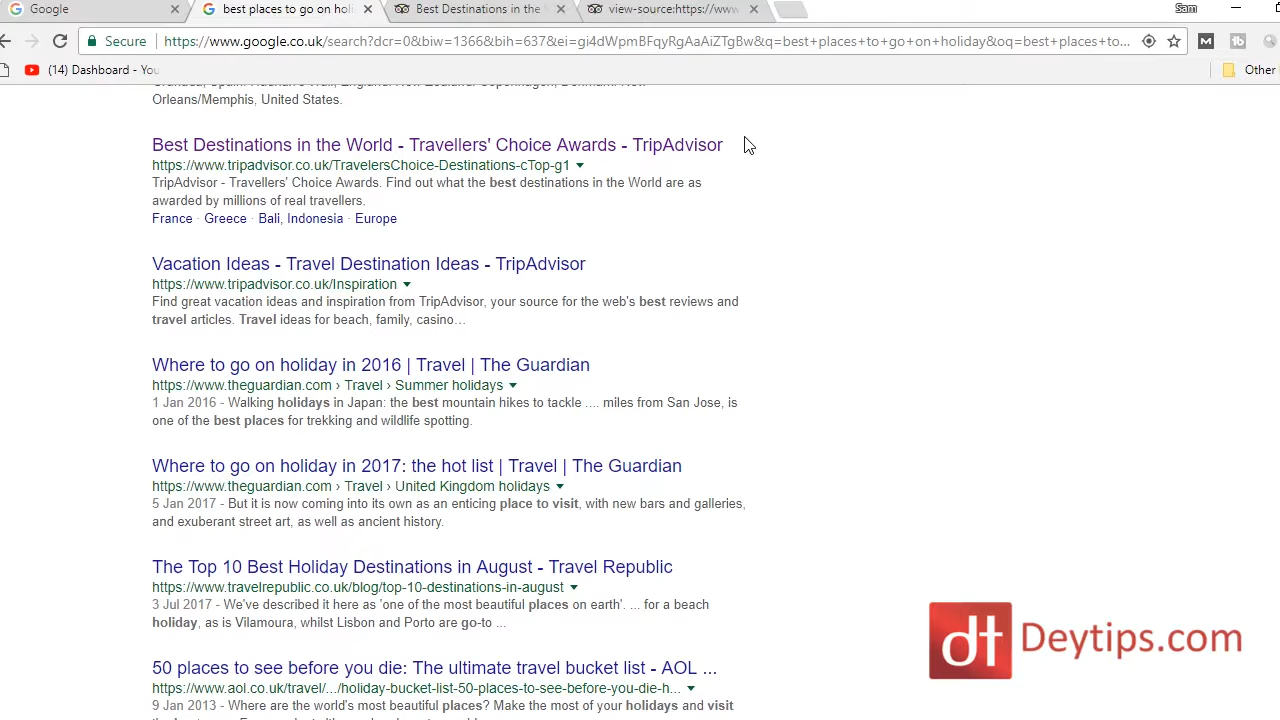 Google
best places to go on holi
Best Destinations in the
view-source:https://www
Sam
Secure
https://www.google.co.uk/search?dcr=0&biw=1366&bih=637&ei=gi4dWpmBFqyRgAaAiZTgBw&q=best+places+to+go+on+holiday&oq=best+places+to...
(14) Dashboard - You
Other
Orleans/Memphis, United States.
Best Destinations in the World - Travellers' Choice Awards - TripAdvisor
https://www.tripadvisor.co.uk/TravelersChoice-Destinations-cTop-g1
TripAdvisor - Travellers' Choice Awards. Find out what the best destinations in the World are as
awarded by millions of real travellers.
France · Greece · Bali, Indonesia · Europe
Vacation Ideas - Travel Destination Ideas - TripAdvisor
https://www.tripadvisor.co.uk/Inspiration
Find great vacation ideas and inspiration from TripAdvisor, your source for the web's best reviews and
travel articles. Travel ideas for beach, family, casino…
Where to go on holiday in 2016 | Travel | The Guardian
https://www.theguardian.com › Travel › Summer holidays
1 Jan 2016 - Walking holidays in Japan: the best mountain hikes to tackle .... miles from San Jose, is
one of the best places for trekking and wildlife spotting.
Where to go on holiday in 2017: the hot list | Travel | The Guardian
https://www.theguardian.com › Travel › United Kingdom holidays
5 Jan 2017 - But it is now coming into its own as an enticing place to visit, with new bars and galleries,
and exuberant street art, as well as ancient history.
The Top 10 Best Holiday Destinations in August - Travel Republic
https://www.travelrepublic.co.uk/blog/top-10-destinations-in-august
3 Jul 2017 - We've described it here as 'one of the most beautiful places on earth'. ... for a beach
holiday, as is Vilamoura, whilst Lisbon and Porto are go-to ...
dt Deytips.com
50 places to see before you die: The ultimate travel bucket list - AOL ...
https://www.aol.co.uk/travel/.../holiday-bucket-list-50-places-to-see-before-you-die-h...
9 Jan 2013 - Where are the world's most beautiful places? Make the most of your holidays and visit